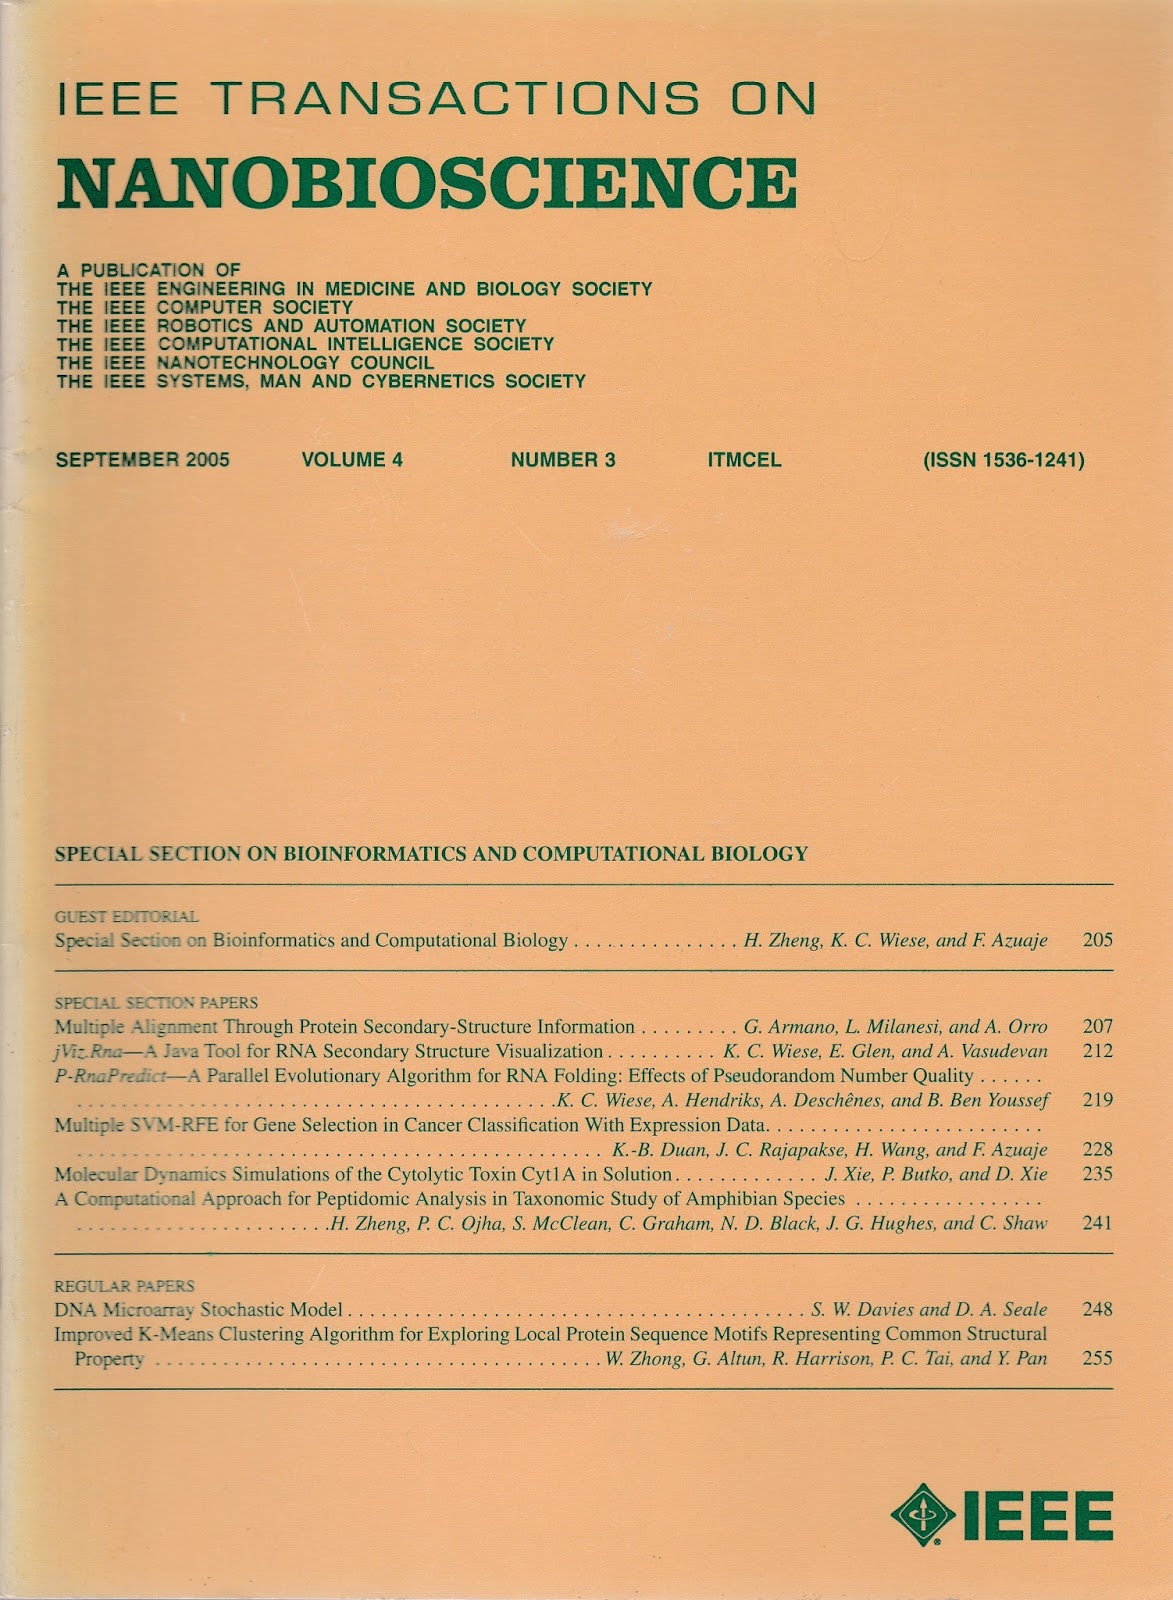 IEEE TRANSACTIONS ON
NANOBIOSCIENCE
A PUBLICATION OF
THE IEEE ENGINEERING IN MEDICINE AND BIOLOGY SOCIETY
THE IEEE COMPUTER SOCIETY
THE IEEE ROBOTICS AND AUTOMATION SOCIETY
THE IEEE COMPUTATIONAL INTELLIGENCE SOCIETY
THE IEEE NANOTECHNOLOGY COUNCIL
THE IEEE SYSTEMS, MAN AND CYBERNETICS SOCIETY
SEPTEMBER 2005 VOLUME 4 NUMBER 3 ITMCEL (ISSN 1536-1241)
SPECIAL SECTION ON BIOINFORMATICS AND COMPUTATIONAL BIOLOGY
GUEST EDITORIAL
Special Section on Bioinformatics and Computational Biology . . . . . . . . . . . . . . . H. Zheng, K. C. Wiese, and F. Azuaje 205
SPECIAL SECTION PAPERS
Multiple Alignment Through Protein Secondary-Structure Information . . . . . . . . . G. Armano, L. Milanesi, and A. Orro 207
jViz.Rna—A Java Tool for RNA Secondary Structure Visualization . . . . . . . . . . K. C. Wiese, E. Glen, and A. Vasudevan 212
P-RnaPredict—A Parallel Evolutionary Algorithm for RNA Folding: Effects of Pseudorandom Number Quality . . . . . .
. . . . . . . . . . . . . . . . . . . . . . . . . . . . . . . . . . . . . . . . . . . K. C. Wiese, A. Hendriks, A. Deschênes, and B. Ben Youssef 219
Multiple SVM-RFE for Gene Selection in Cancer Classification With Expression Data. . . . . . . . . . . . . . . . . . . . . . . . .
. . . . . . . . . . . . . . . . . . . . . . . . . . . . . . . . . . . . . . . . . . . . . . . . K.-B. Duan, J. C. Rajapakse, H. Wang, and F. Azuaje 228
Molecular Dynamics Simulations of the Cytolytic Toxin Cyt1A in Solution . . . . . . . . . . . . . J. Xie, P. Butko, and D. Xie 235
A Computational Approach for Peptidomic Analysis in Taxonomic Study of Amphibian Species . . . . . . . . . . . . . . . . .
. . . . . . . . . . . . . . . . . . . . . . . H. Zheng, P. C. Ojha, S. McClean, C. Graham, N. D. Black, J. G. Hughes, and C. Shaw 241
REGULAR PAPERS
DNA Microarray Stochastic Model . . . . . . . . . . . . . . . . . . . . . . . . . . . . . . . . . . . . . . . . . S. W. Davies and D. A. Seale 248
Improved K-Means Clustering Algorithm for Exploring Local Protein Sequence Motifs Representing Common Structural
Property . . . . . . . . . . . . . . . . . . . . . . . . . . . . . . . . . . . . . . . . W. Zhong, G. Altun, R. Harrison, P. C. Tai, and Y. Pan 255
IEEE